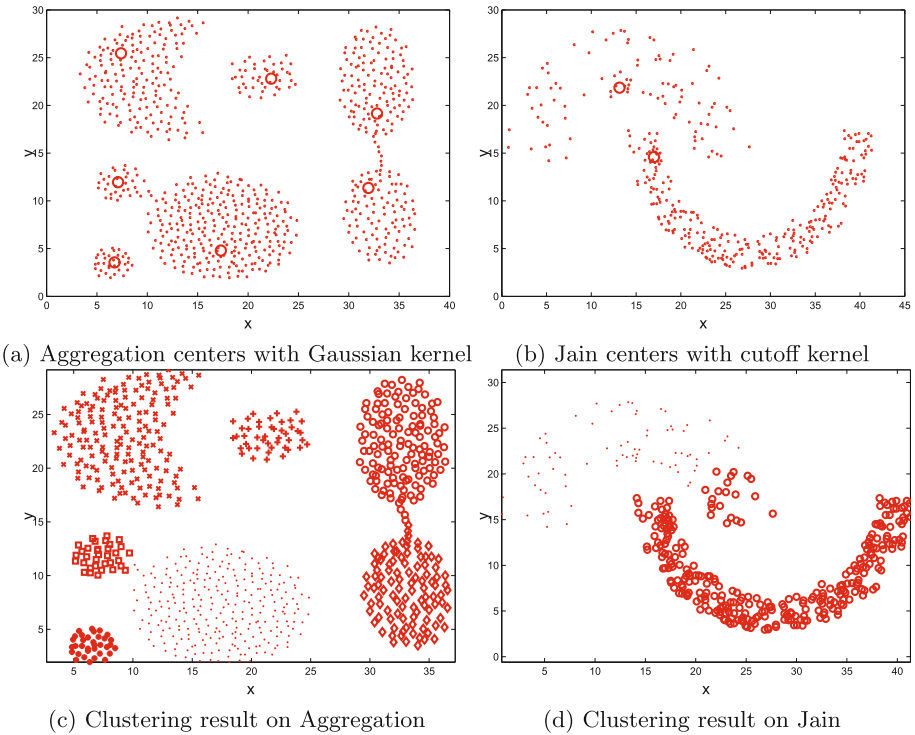 30
25
20
15
10
5
0
y
0 5 10 15 20 25 30 35 40
x
(a) Aggregation centers with Gaussian kernel
30
25
20
15
10
5
0
y
0 5 10 15 20 25 30 35 40 45
x
(b) Jain centers with cutoff kernel
25
20
15
10
5
y
5 10 15 20 25 30 35
x
(c) Clustering result on Aggregation
30
25
20
15
10
5
0
y
5 10 15 20 25 30 35 40
x
(d) Clustering result on Jain